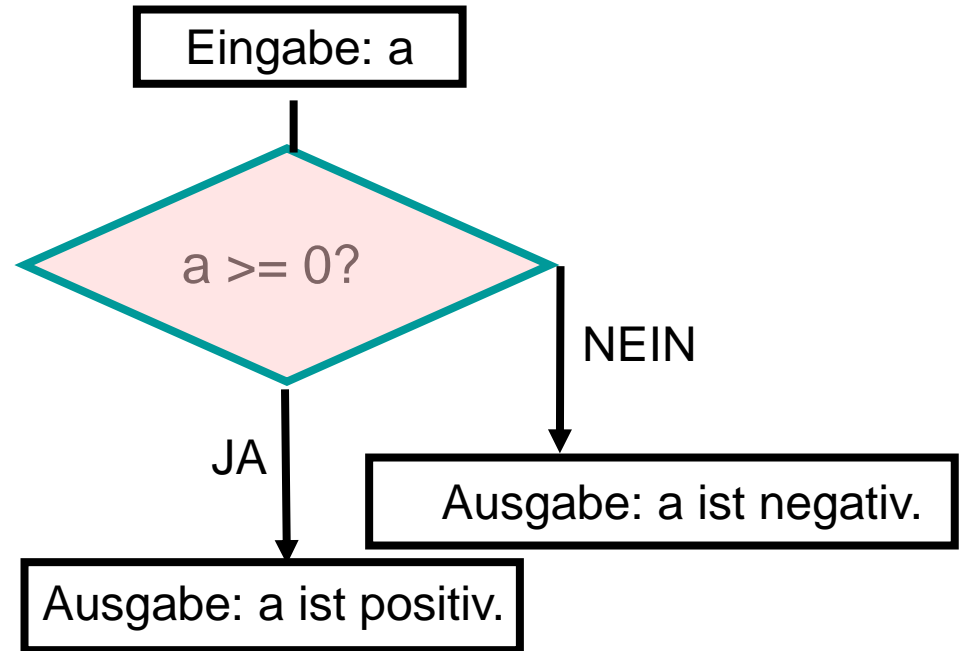 Eingabe: a
a >= 0?
NEIN
JA
Ausgabe: a ist negativ.
Ausgabe: a ist positiv.